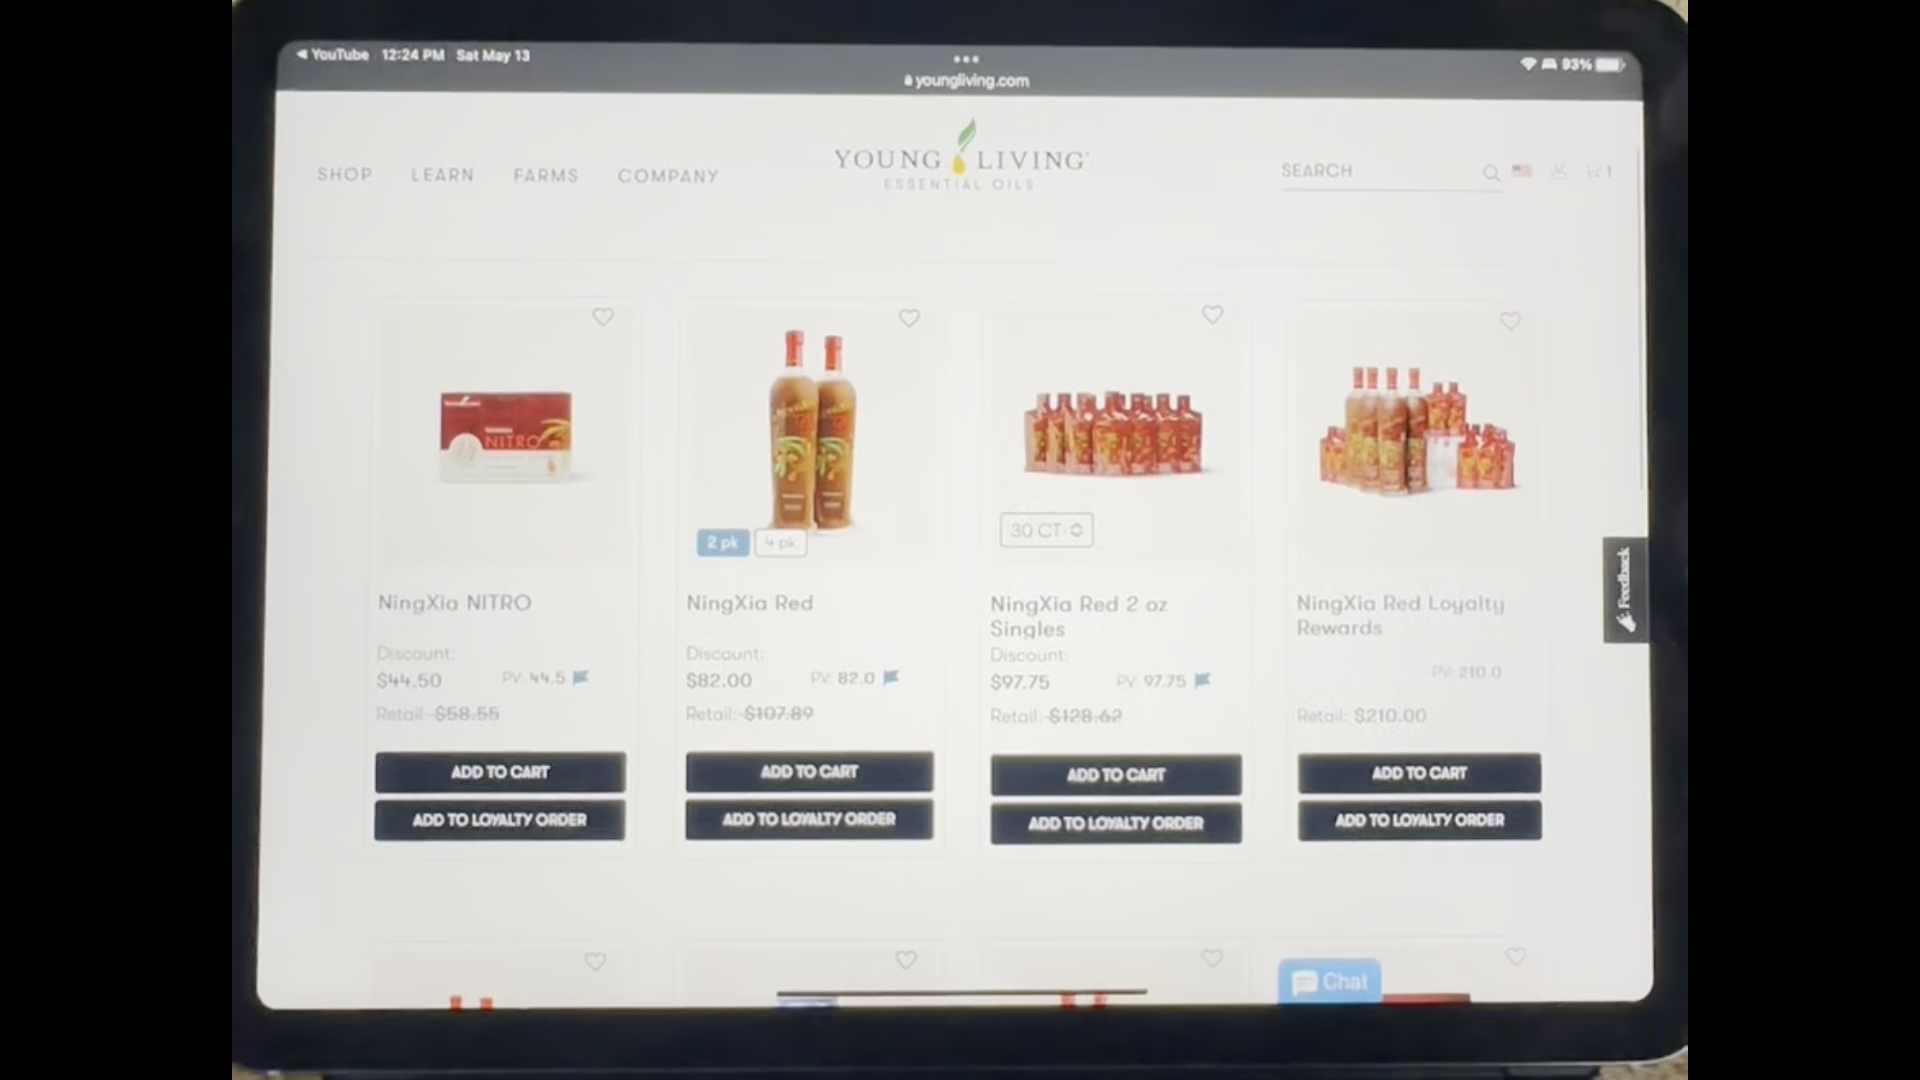 YouTube 12:24 PM Sat May 13
93%
youngliving.com
SHOP LEARN FARMS COMPANY
YOUNG LIVING
ESSENTIAL OILS
SEARCH
1
NITRO
2 pk 4 pk
30 CT
Feedback
NingXia NITRO
Discount:
$44.50 PV: 44.5
Retail: $58.55
ADD TO CART
ADD TO LOYALTY ORDER
NingXia Red
Discount:
$82.00 PV: 82.0
Retail: $107.89
ADD TO CART
ADD TO LOYALTY ORDER
NingXia Red 2 oz
Singles
Discount:
$97.75 PV: 97.75
Retail: $128.62
ADD TO CART
ADD TO LOYALTY ORDER
NingXia Red Loyalty
Rewards
PV: 210.0
Retail: $210.00
ADD TO CART
ADD TO LOYALTY ORDER
Chat